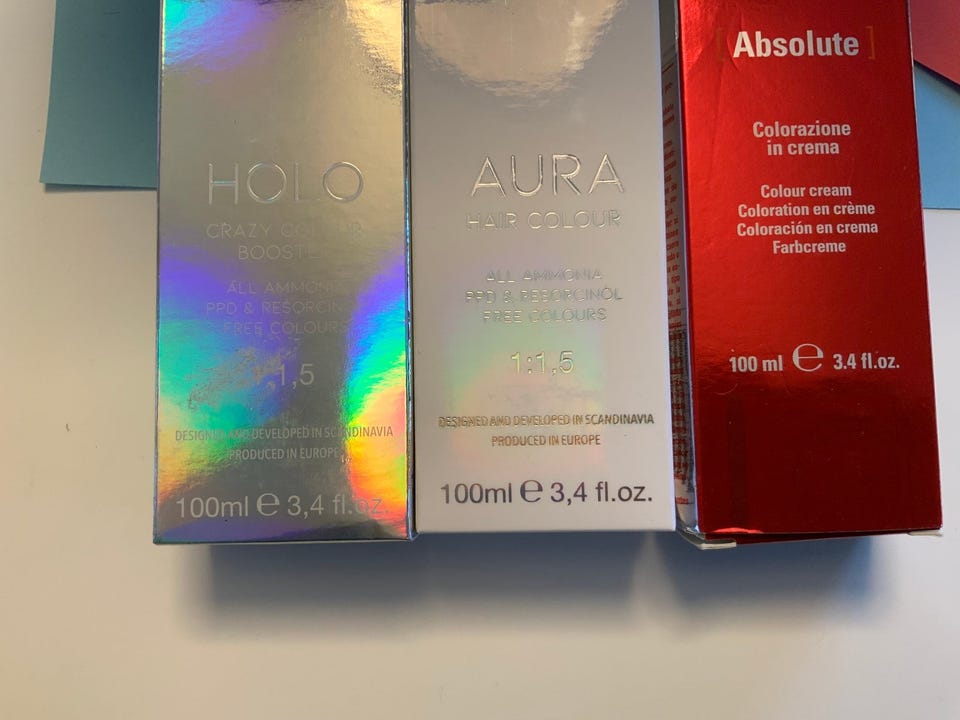 HOLO
CRAZY COLOUR
BOOSTER
ALL AMMONIA
PPD & RESORCINOL
FREE COLOURS
1:1,5
DESIGNED AND DEVELOPED IN SCANDINAVIA
PRODUCED IN EUROPE
100ml e 3,4 fl.oz.
AURA
HAIR COLOUR
ALL AMMONIA
PPD & RESORCINOL
FREE COLOURS
1:1,5
DESIGNED AND DEVELOPED IN SCANDINAVIA
PRODUCED IN EUROPE
100ml e 3,4 fl.oz.
[ Absolute ]
Colorazione
in crema
Colour cream
Coloration en crème
Coloración en crema
Farbcreme
100 ml e 3.4 fl.oz.